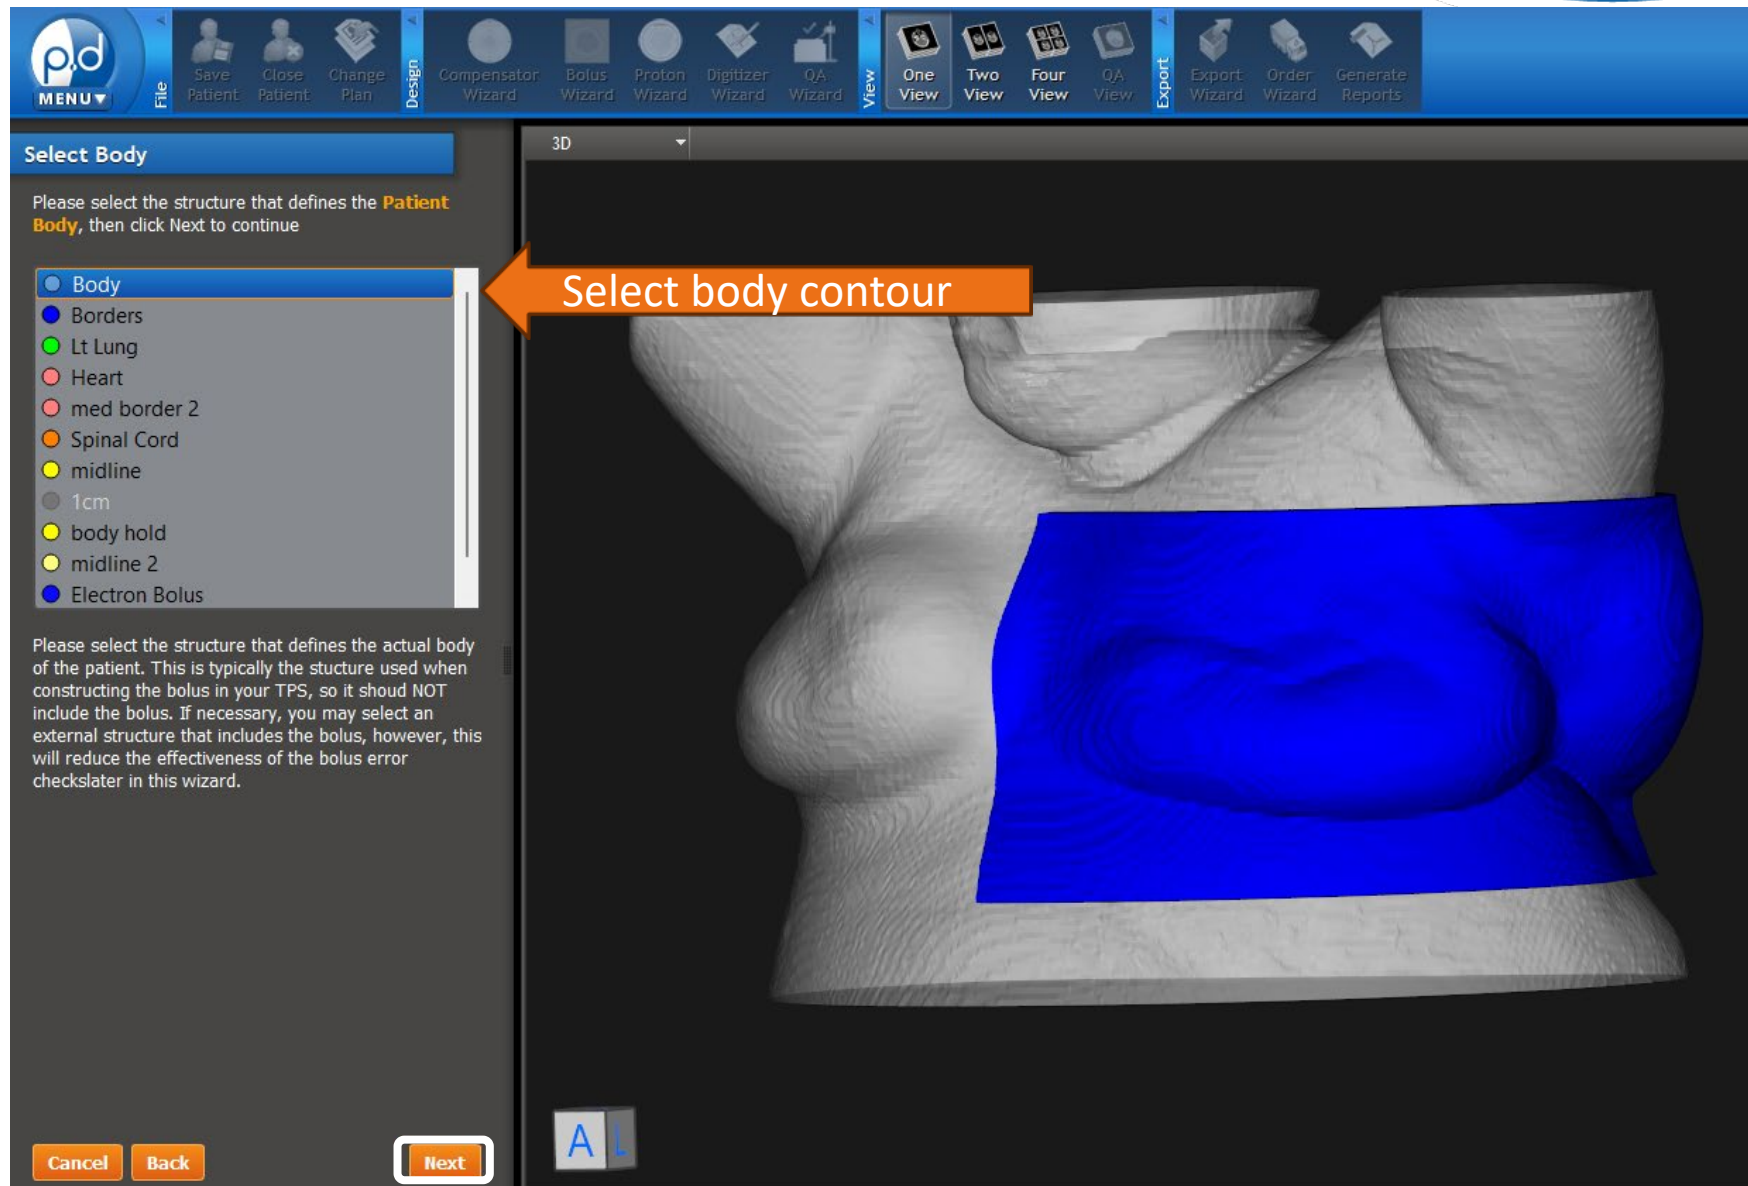 p.d
MENU
File
Save Patient
Close Patient
Change Plan
Design
Compensator Wizard
Bolus Wizard
Proton Wizard
Digitizer Wizard
QA Wizard
View
One View
Two View
Four View
QA View
Export
Export Wizard
Order Wizard
Generate Reports
Select Body
Please select the structure that defines the Patient
Body, then click Next to continue
Body
Borders
Lt Lung
Heart
med border 2
Spinal Cord
midline
1cm
body hold
midline 2
Electron Bolus
Please select the structure that defines the actual body
of the patient. This is typically the stucture used when
constructing the bolus in your TPS, so it shoud NOT
include the bolus. If necessary, you may select an
external structure that includes the bolus, however, this
will reduce the effectiveness of the bolus error
checkslater in this wizard.
Cancel
Back
Next
3D
Select body contour
A
L